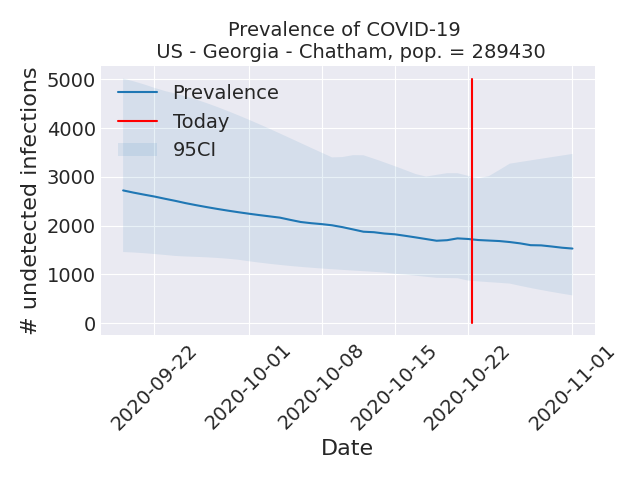 Prevalence of COVID-19
US - Georgia - Chatham, pop. = 289430
# undetected infections
5000
4000
3000
2000
1000
0
Prevalence
Today
95CI
2020-09-22
2020-10-01
2020-10-08
2020-10-15
2020-10-22
2020-11-01
Date